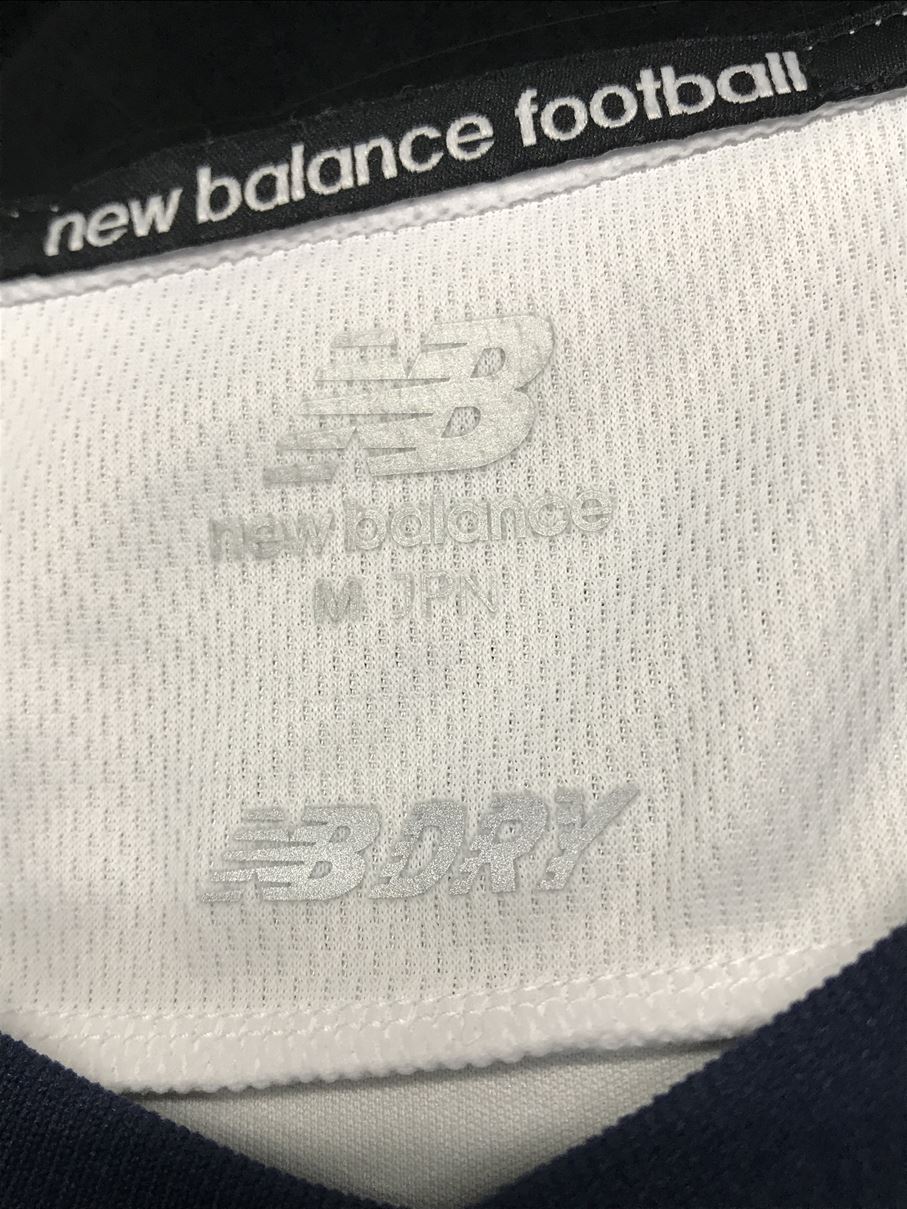 new balance football
NB
new balance
M JPN
NB DRY